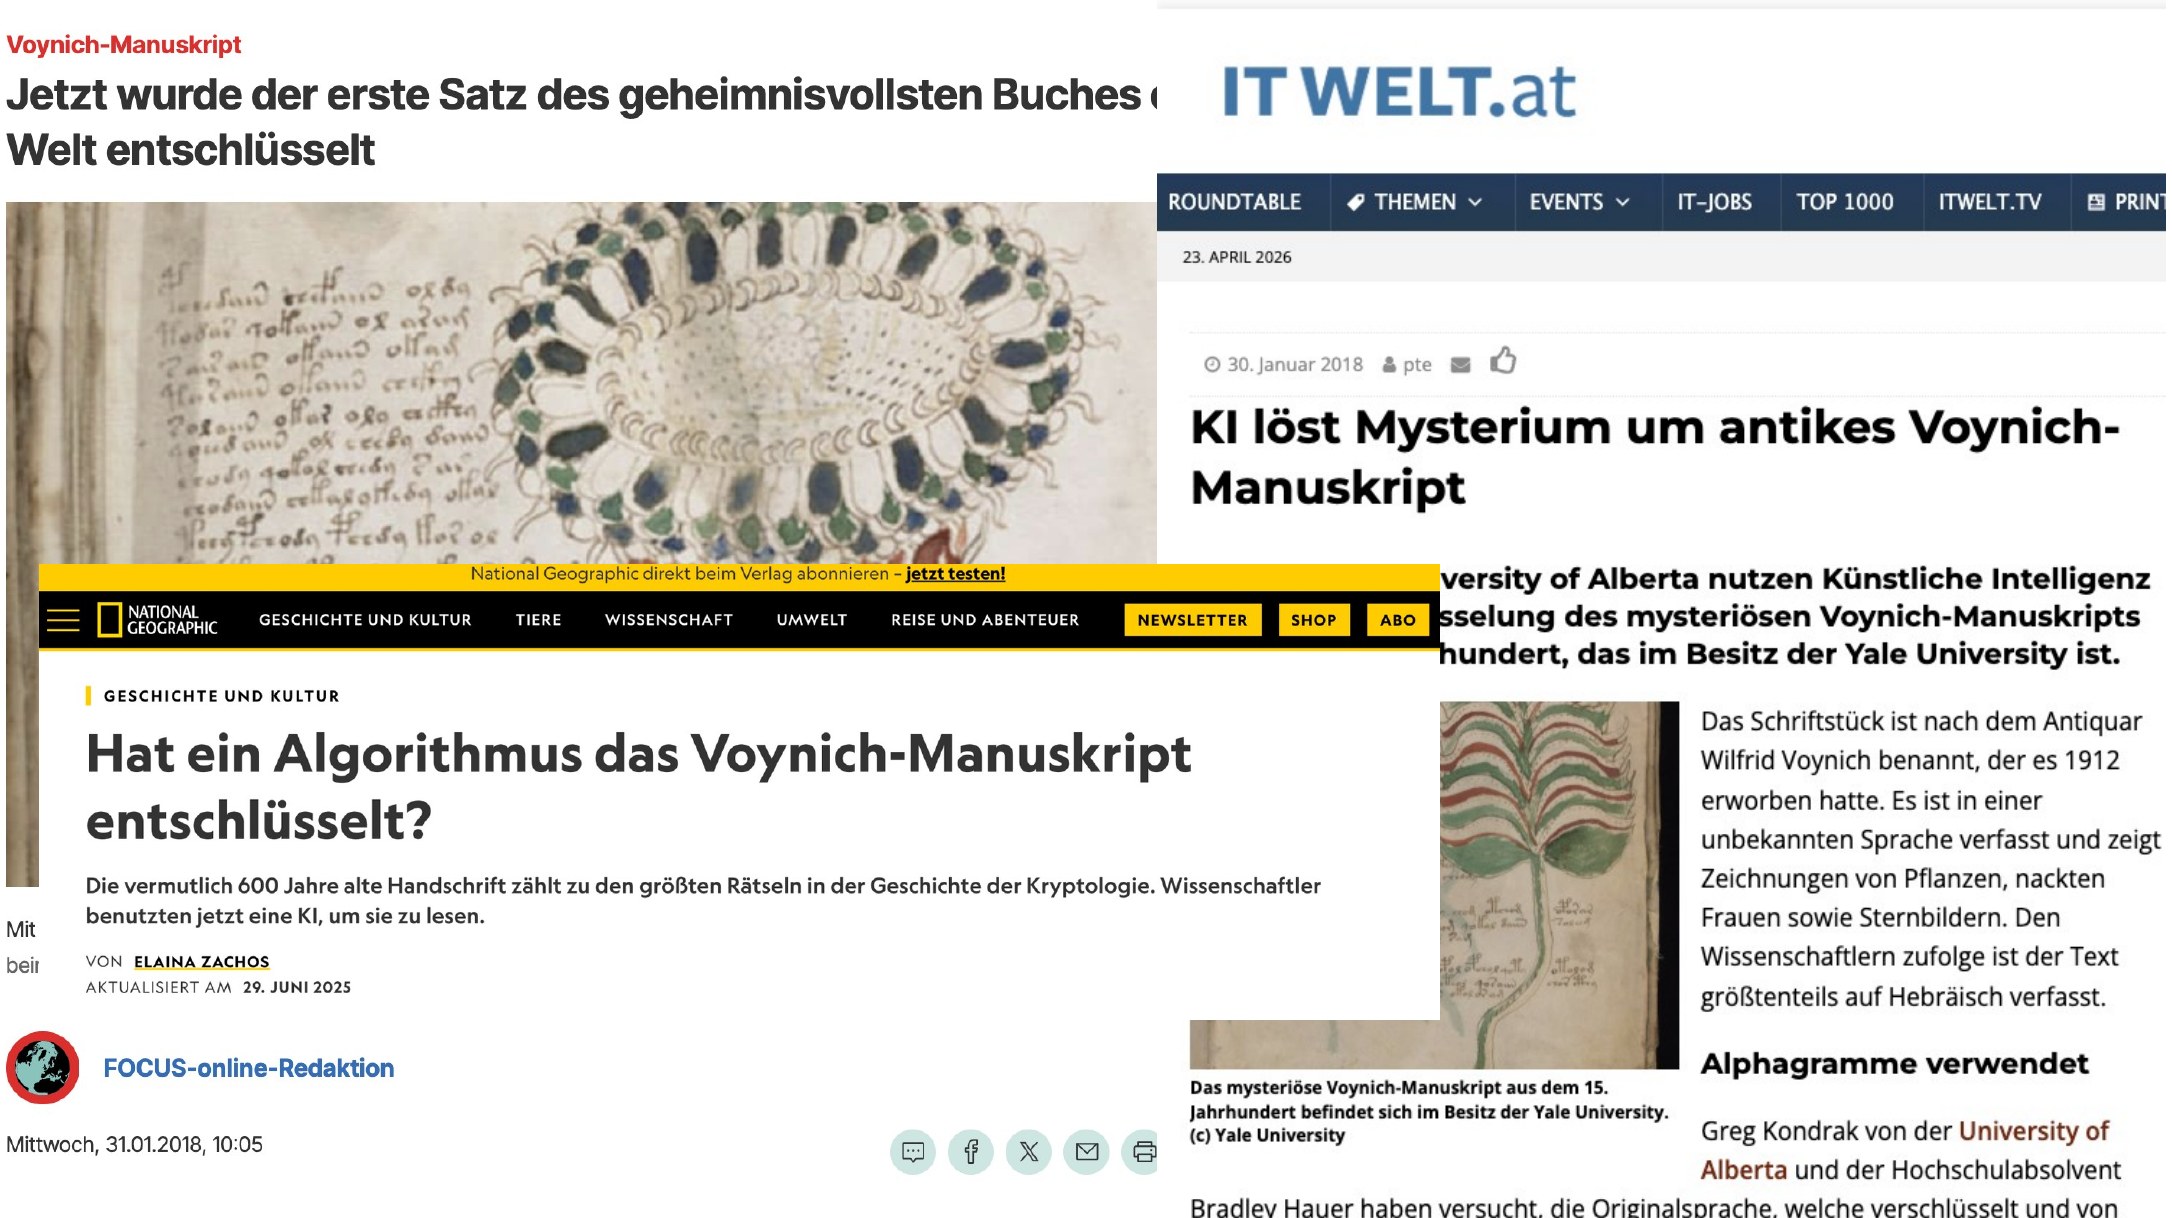 Voynich-Manuskript
Jetzt wurde der erste Satz des geheimnisvollsten Buches
Welt entschlüsselt
Mit
FOCUS-online-Redaktion
Mittwoch, 31.01.2018, 10:05
National Geographic direkt beim Verlag abonnieren – jetzt testen!
NATIONAL
GEOGRAPHIC
GESCHICHTE UND KULTUR TIERE WISSENSCHAFT UMWELT REISE UND ABENTEUER NEWSLETTER SHOP ABO
GESCHICHTE UND KULTUR
Hat ein Algorithmus das Voynich-Manuskript
entschlüsselt?
Die vermutlich 600 Jahre alte Handschrift zählt zu den größten Rätseln in der Geschichte der Kryptologie. Wissenschaftler
benutzten jetzt eine KI, um sie zu lesen.
VON ELAINA ZACHOS
AKTUALISIERT AM 29. JUNI 2025
IT WELT.at
ROUNDTABLE THEMEN EVENTS IT-JOBS TOP 1000 ITWELT.TV PRINT
23. APRIL 2026
30. Januar 2018 pte
KI löst Mysterium um antikes Voynich-
Manuskript
versity of Alberta nutzen Künstliche Intelligenz
sselung des mysteriösen Voynich-Manuskripts
hundert, das im Besitz der Yale University ist.
Das Schriftstück ist nach dem Antiquar
Wilfrid Voynich benannt, der es 1912
erworben hatte. Es ist in einer
unbekannten Sprache verfasst und zeigt
Zeichnungen von Pflanzen, nackten
Frauen sowie Sternbildern. Den
Wissenschaftlern zufolge ist der Text
größtenteils auf Hebräisch verfasst.
Das mysteriöse Voynich-Manuskript aus dem 15.
Jahrhundert befindet sich im Besitz der Yale University.
(c) Yale University
Alphagramme verwendet
Greg Kondrak von der University of
Alberta und der Hochschulabsolvent
Bradley Hauer haben versucht, die Originalsprache, welche verschlüsselt und von